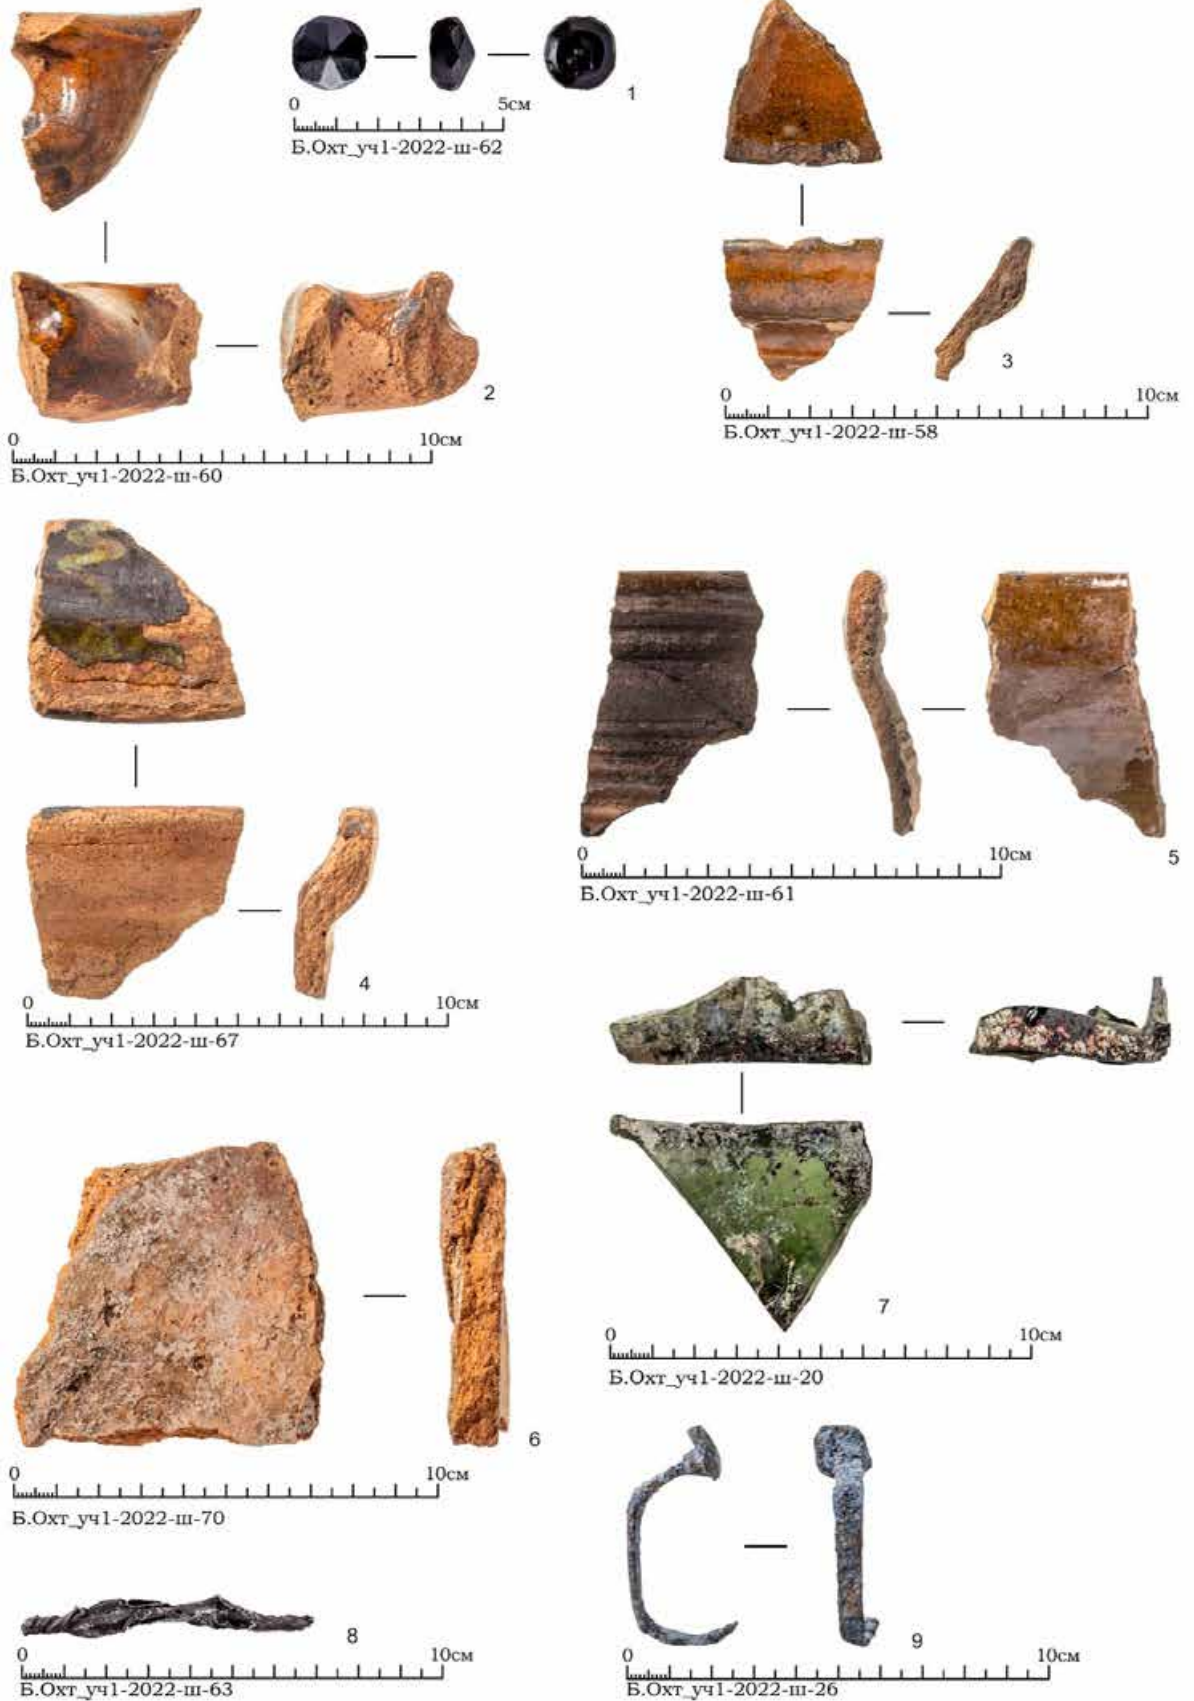 1
0 5см
Б.Охт_уч1-2022-ш-62
2
0 10см
Б.Охт_уч1-2022-ш-60
3
0 10см
Б.Охт_уч1-2022-ш-58
4
0 10см
Б.Охт_уч1-2022-ш-67
0 10см
5
Б.Охт_уч1-2022-ш-61
6
0 10см
Б.Охт_уч1-2022-ш-70
7
0 10см
Б.Охт_уч1-2022-ш-20
8
0 10см
Б.Охт_уч1-2022-ш-63
9
0 10см
Б.Охт_уч1-2022-ш-26